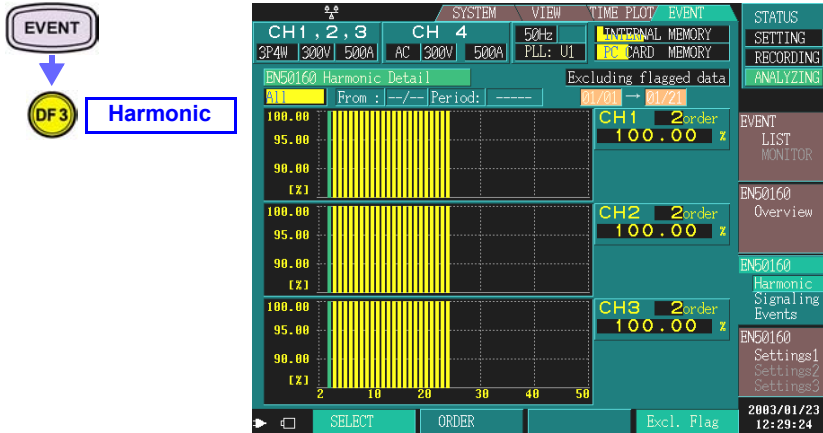 EVENT
DF 3
Harmonic
SYSTEM VIEW TIME PLOT EVENT
CH1,2,3
3P4W 300V 500A
CH 4
AC 300V 500A
50Hz
PLL: U1
INTERNAL MEMORY
PC CARD MEMORY
EN50160 Harmonic Detail
Excluding flagged data
All From : --/-- Period: -----
01/01 → 01/21
100.00
95.00
90.00
[%]
CH1 2order
100.00 %
100.00
95.00
90.00
[%]
CH2 2order
100.00 %
100.00
95.00
90.00
[%]
2 10 20 30 40 50
CH3 2order
100.00 %
SELECT ORDER Excl. Flag
STATUS
SETTING
RECORDING
ANALYZING
EVENT
LIST
MONITOR
EN50160
Overview
EN50160
Harmonic
Signaling
Events
EN50160
Settings1
Settings2
Settings3
2003/01/23
12:29:24